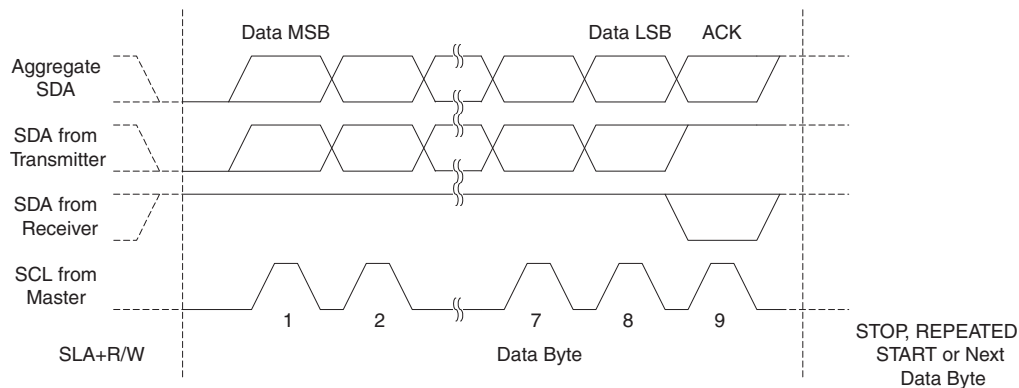 Data MSB
Data LSB
ACK
Aggregate
SDA
SDA from
Transmitter
SDA from
Receiver
SCL from
Master
1
2
7
8
9
SLA+R/W
Data Byte
STOP, REPEATED
START or Next
Data Byte